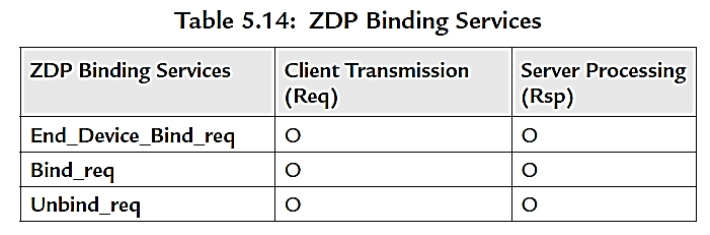 Table 5.14: ZDP Binding Services
ZDP Binding Services Client Transmission (Req) Server Processing (Rsp)
End_Device_Bind_req O O
Bind_req O O
Unbind_req O O